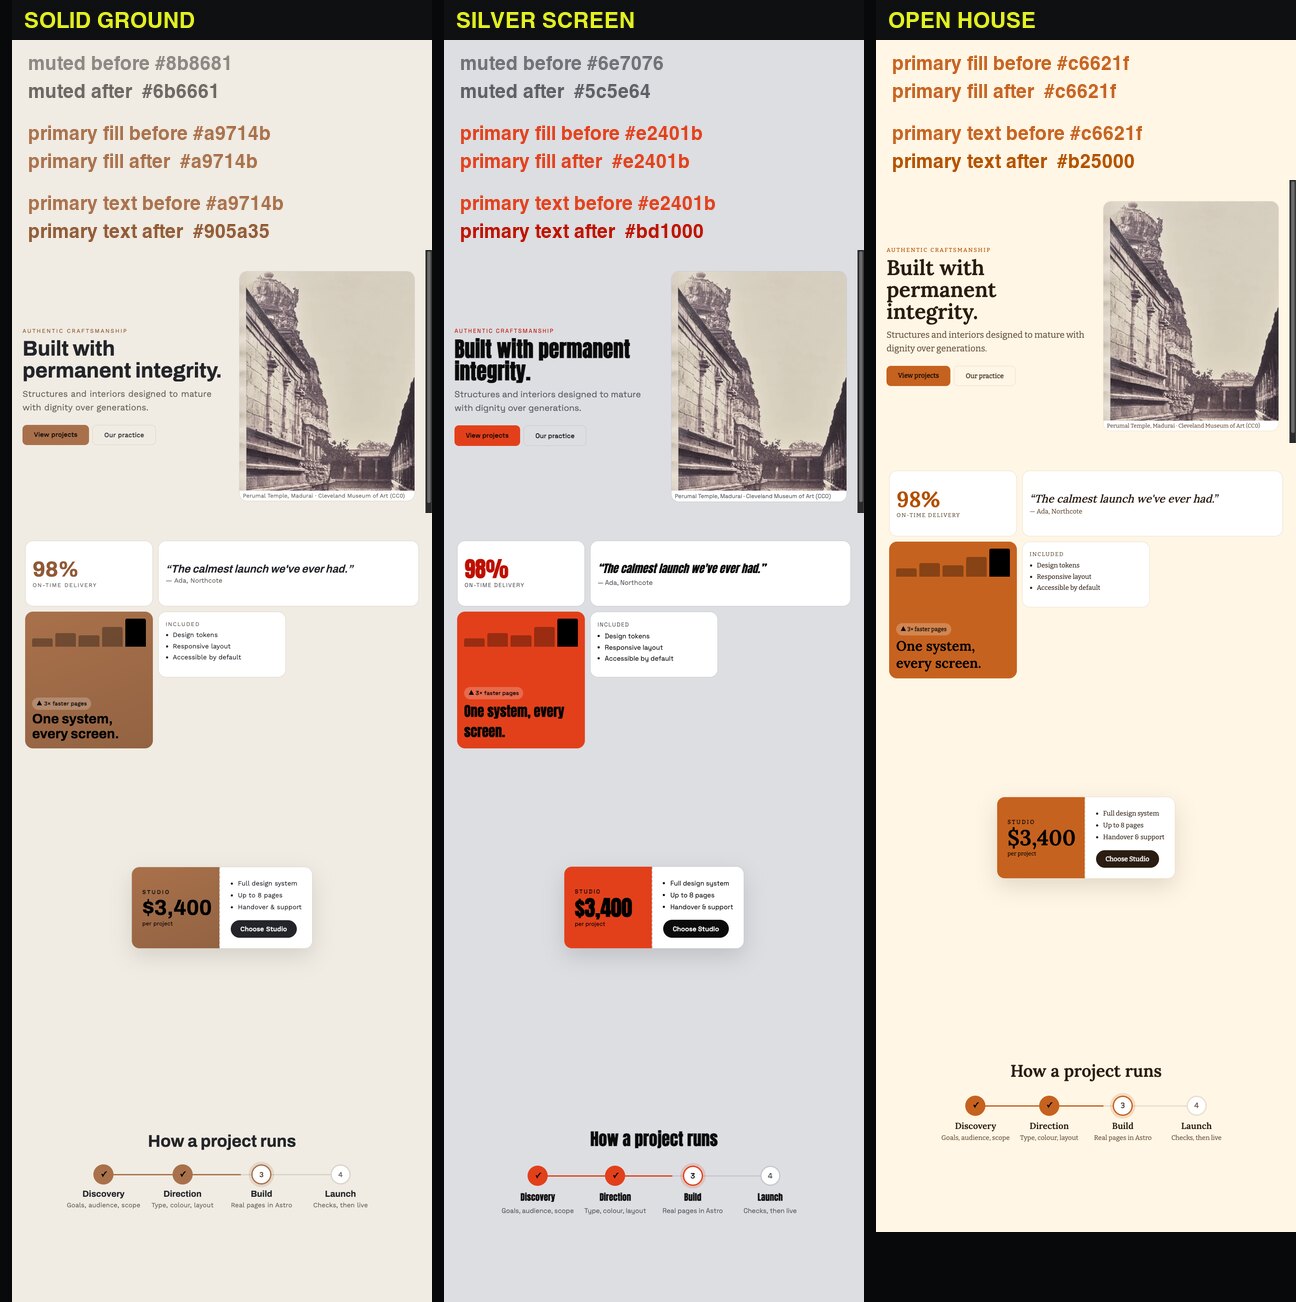 SOLID GROUND
muted before #8b8681
muted after #6b6661
primary fill before #a9714b
primary fill after #a9714b
primary text before #a9714b
primary text after #905a35
AUTHENTIC CRAFTSMANSHIP
Built with
permanent integrity.
Structures and interiors designed to mature
with dignity over generations.
View projects
Our practice
Perumal Temple, Madurai · Cleveland Museum of Art (CC0)
98%
ON-TIME DELIVERY
“The calmest launch we've ever had.”
— Ada, Northcote
▲ 3× faster pages
One system,
every screen.
INCLUDED
• Design tokens
• Responsive layout
• Accessible by default
STUDIO
$3,400
per project
• Full design system
• Up to 8 pages
• Handover & support
Choose Studio
How a project runs
✓ ✓ 3 4
Discovery Direction Build Launch
Goals, audience, scope Type, colour, layout Real pages in Astro Checks, then live
SILVER SCREEN
muted before #6e7076
muted after #5c5e64
primary fill before #e2401b
primary fill after #e2401b
primary text before #e2401b
primary text after #bd1000
AUTHENTIC CRAFTSMANSHIP
Built with permanent
integrity.
Structures and interiors designed to mature
with dignity over generations.
View projects
Our practice
Perumal Temple, Madurai · Cleveland Museum of Art (CC0)
98%
ON-TIME DELIVERY
“The calmest launch we've ever had.”
— Ada, Northcote
▲ 3× faster pages
One system, every
screen.
INCLUDED
• Design tokens
• Responsive layout
• Accessible by default
STUDIO
$3,400
per project
• Full design system
• Up to 8 pages
• Handover & support
Choose Studio
How a project runs
✓ ✓ 3 4
Discovery Direction Build Launch
Goals, audience, scope Type, colour, layout Real pages in Astro Checks, then live
OPEN HOUSE
primary fill before #c6621f
primary fill after #c6621f
primary text before #c6621f
primary text after #b25000
AUTHENTIC CRAFTSMANSHIP
Built with
permanent
integrity.
Structures and interiors designed to mature with
dignity over generations.
View projects
Our practice
Perumal Temple, Madurai · Cleveland Museum of Art (CC0)
98%
ON-TIME DELIVERY
“The calmest launch we've ever had.”
— Ada, Northcote
▲ 3× faster pages
One system,
every screen.
INCLUDED
• Design tokens
• Responsive layout
• Accessible by default
STUDIO
$3,400
per project
• Full design system
• Up to 8 pages
• Handover & support
Choose Studio
How a project runs
✓ ✓ 3 4
Discovery Direction Build Launch
Goals, audience, scope Type, colour, layout Real pages in Astro Checks, then live